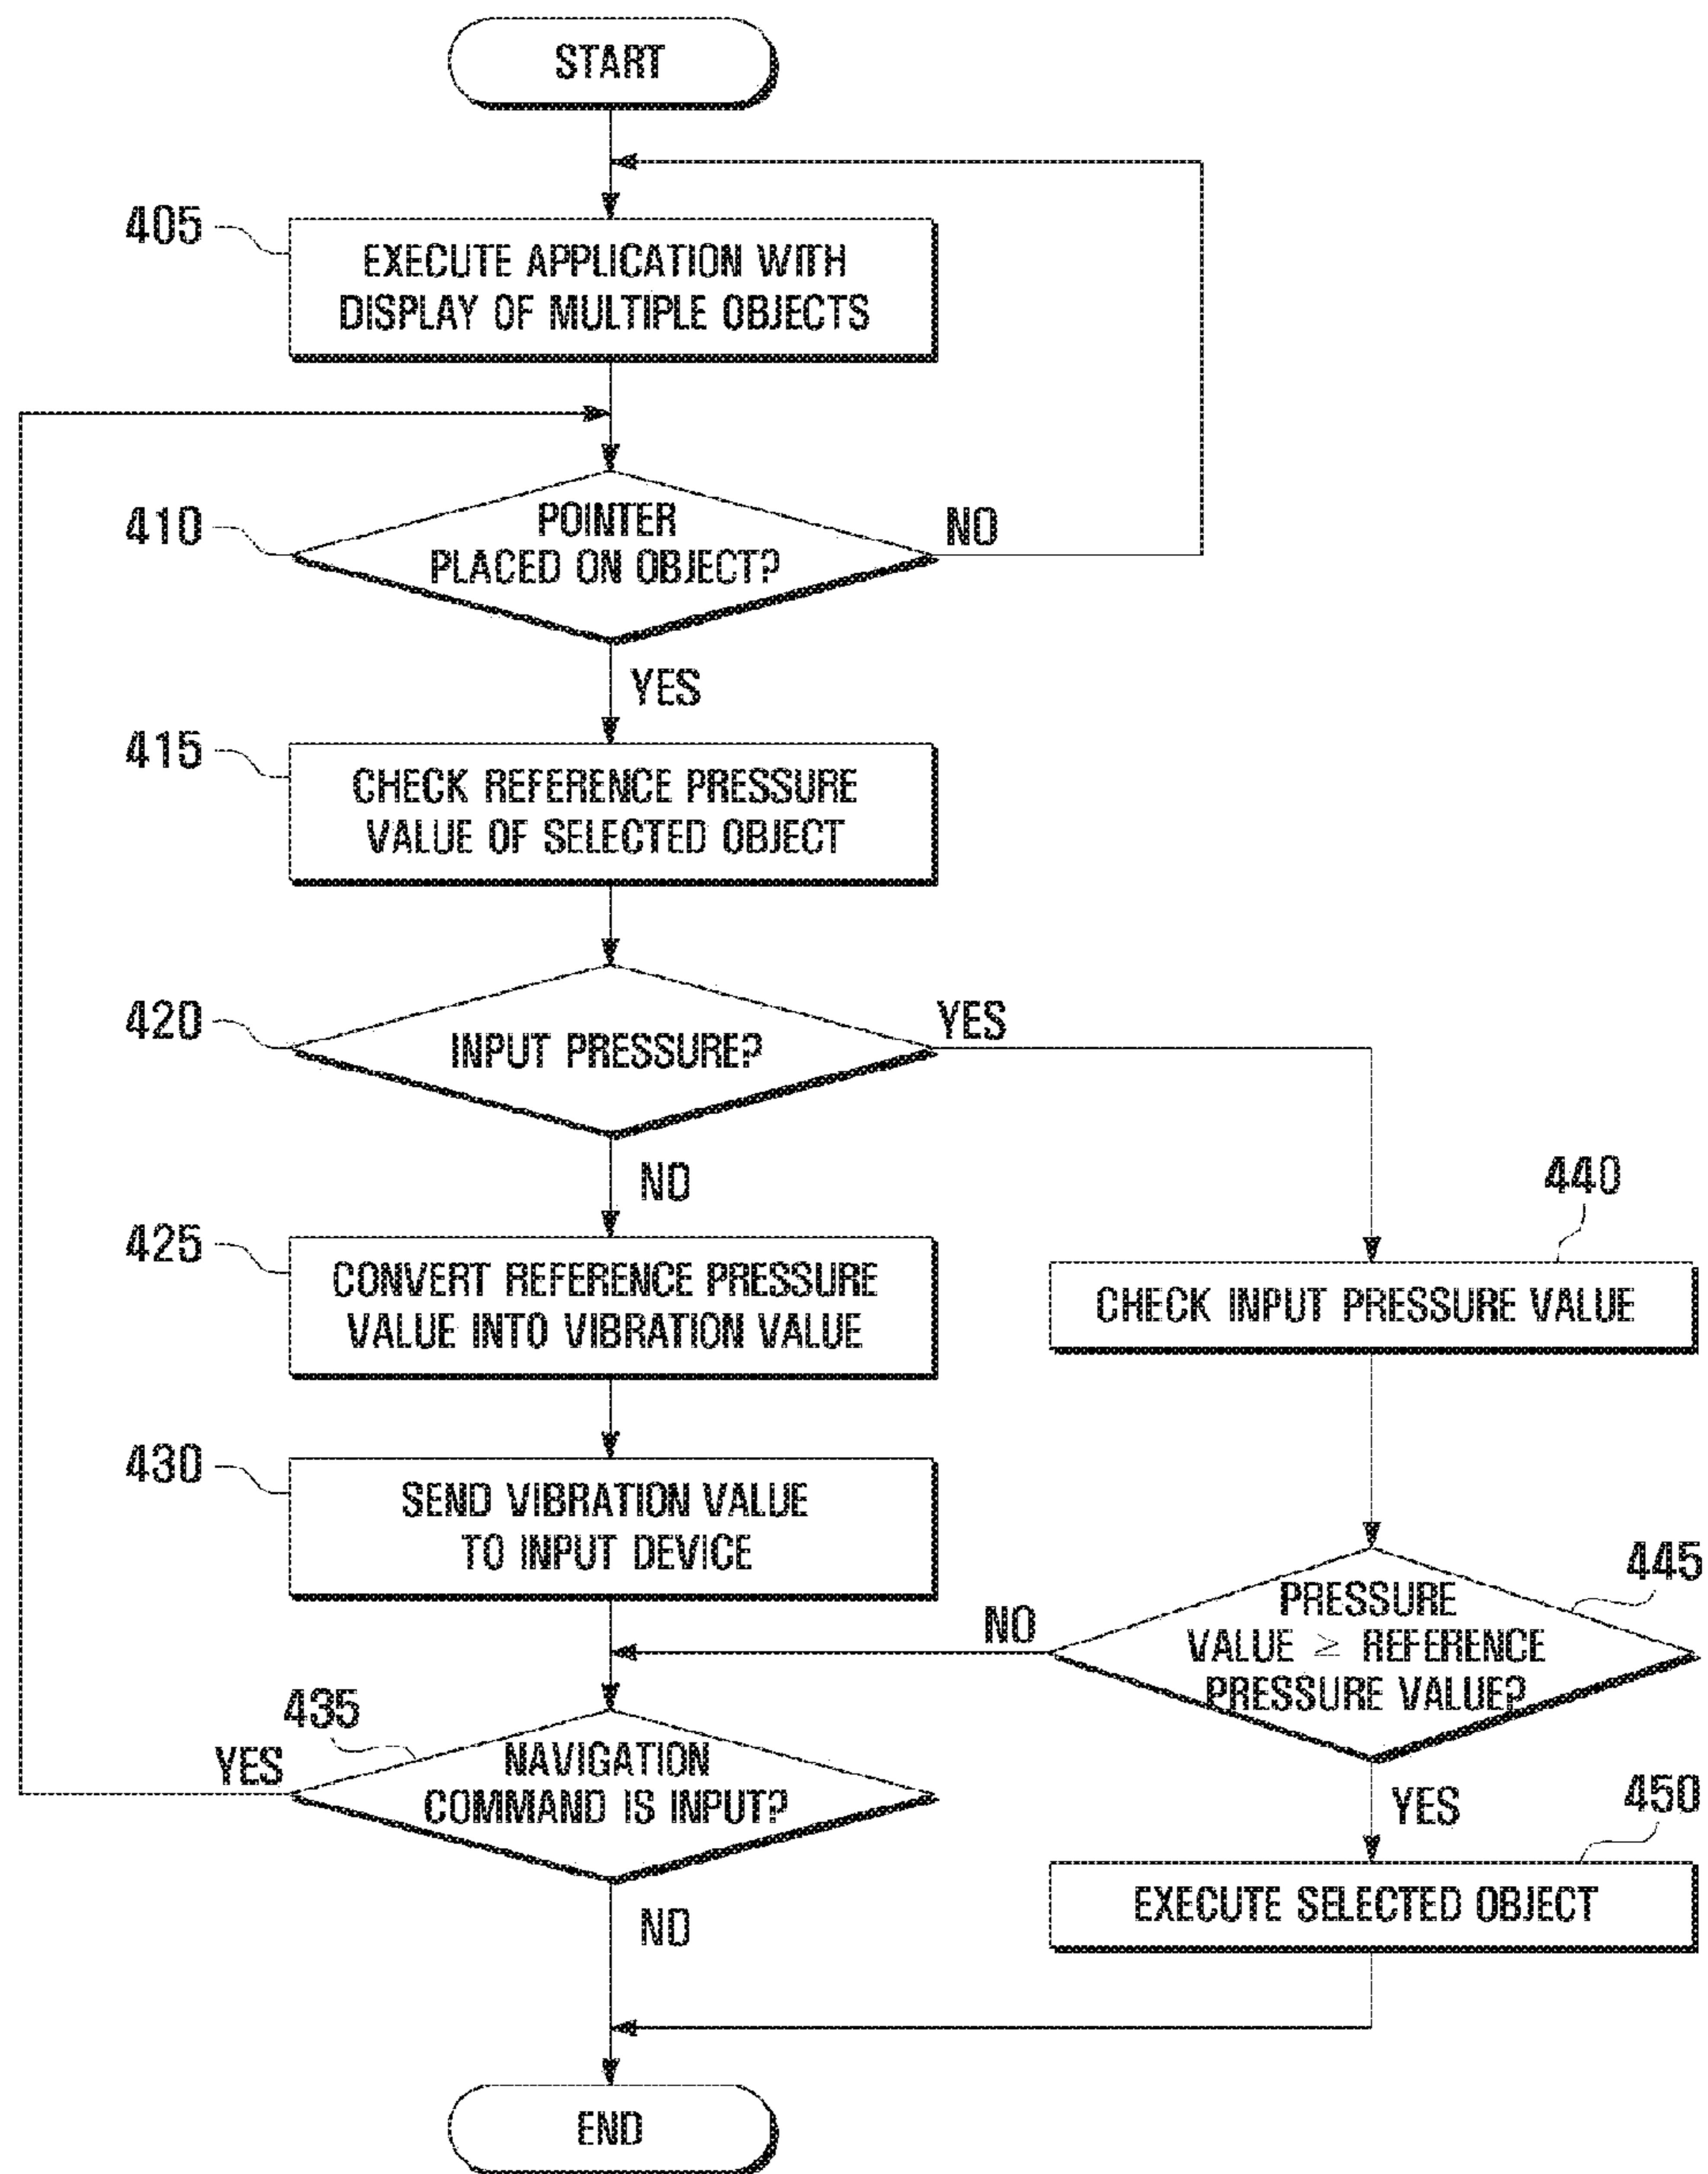 START
405
EXECUTE APPLICATION WITH
DISPLAY OF MULTIPLE OBJECTS
410
POINTER
PLACED ON OBJECT?
NO
YES
415
CHECK REFERENCE PRESSURE
VALUE OF SELECTED OBJECT
420
INPUT PRESSURE?
YES
NO
425
CONVERT REFERENCE PRESSURE
VALUE INTO VIBRATION VALUE
440
CHECK INPUT PRESSURE VALUE
430
SEND VIBRATION VALUE
TO INPUT DEVICE
445
PRESSURE
VALUE ≥ REFERENCE
PRESSURE VALUE?
NO
435
NAVIGATION
COMMAND IS INPUT?
YES
NO
YES
450
EXECUTE SELECTED OBJECT
END